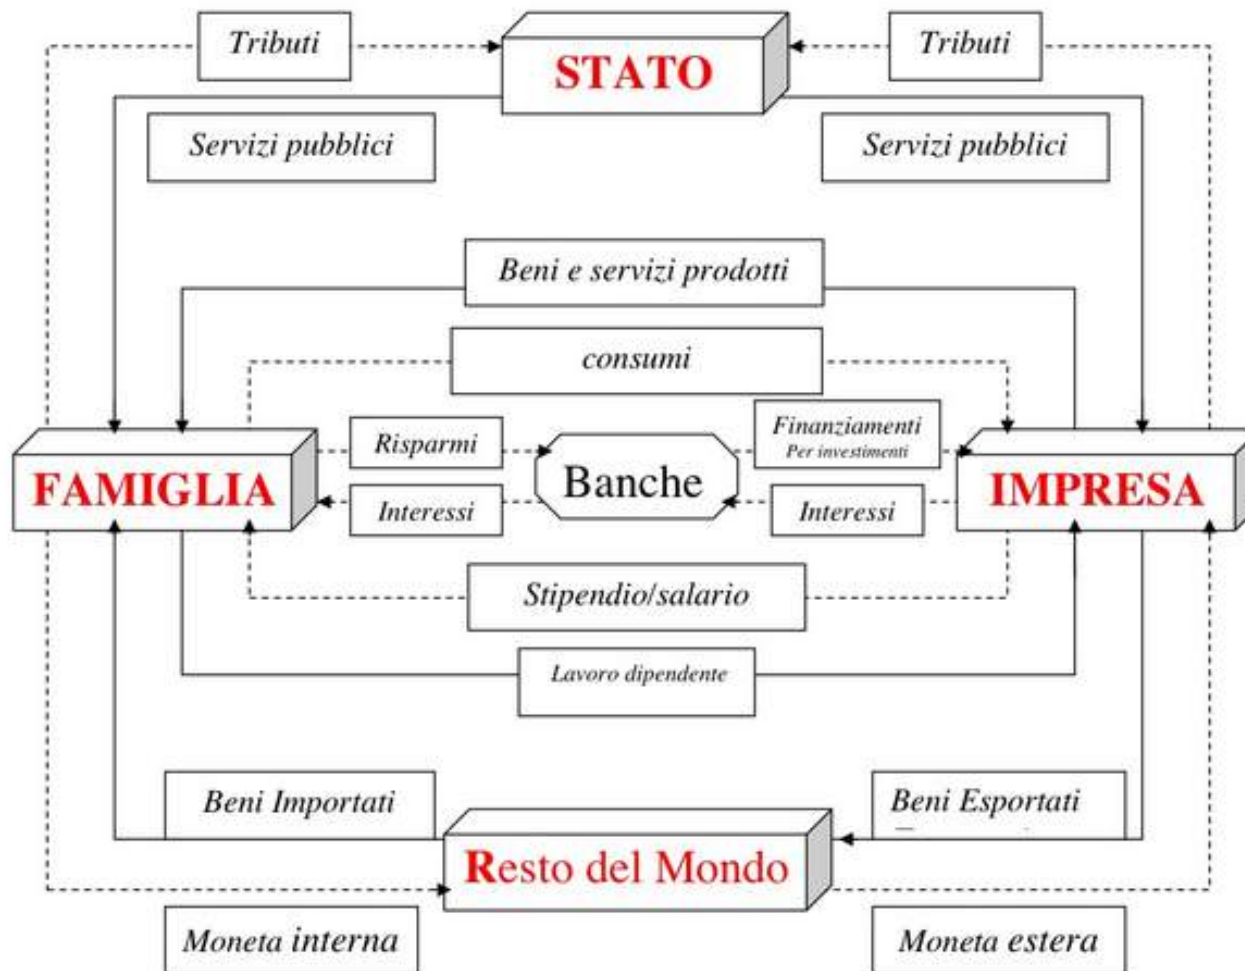 Tributi
STATO
Tributi
Servizi pubblici
Servizi pubblici
Beni e servizi prodotti
consumi
Risparmi
Finanziamenti
Per investimenti
FAMIGLIA
Banche
IMPRESA
Interessi
Interessi
Stipendio/salario
Lavoro dipendente
Beni Importati
Beni Esportati
Resto del Mondo
Moneta interna
Moneta estera